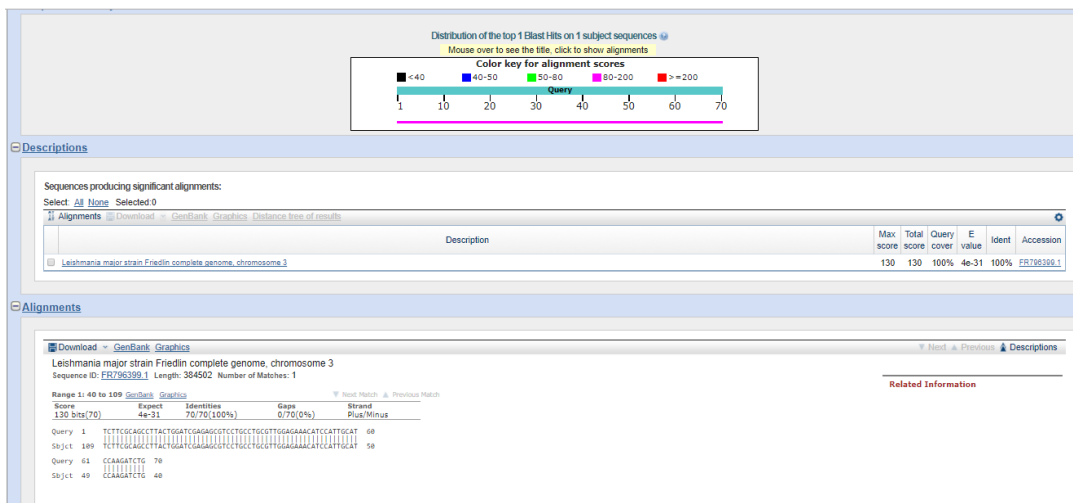 Distribution of the top 1 Blast Hits on 1 subject sequences
Mouse over to see the title, click to show alignments
Color key for alignment scores
<40 40-50 50-80 80-200 >=200
Query
1 10 20 30 40 50 60 70
Descriptions
Sequences producing significant alignments:
Select: All None Selected:0
Alignments Download GenBank Graphics Distance tree of results
Description Max score Total score Query cover E value Ident Accession
Leishmania major strain Friedlin complete genome, chromosome 3 130 130 100% 4e-31 100% FR796399.1
Alignments
Download GenBank Graphics Next Previous Descriptions
Leishmania major strain Friedlin complete genome, chromosome 3
Sequence ID: FR796399.1 Length: 384502 Number of Matches: 1
Related Information
Range 1: 40 to 109 GenBank Graphics Next Match Previous Match
Score Expect Identities Gaps Strand
130 bits(70) 4e-31 70/70(100%) 0/70(0%) Plus/Minus
Query 1 TCTTCGCAGCCTTACTGGATCGAGAGCGTCCTGCCTGCGTTGGAGAAACATCCATTGCAT 60
Sbjct 109 TCTTCGCAGCCTTACTGGATCGAGAGCGTCCTGCCTGCGTTGGAGAAACATCCATTGCAT 50
Query 61 CCAAGATCTG 70
Sbjct 49 CCAAGATCTG 40